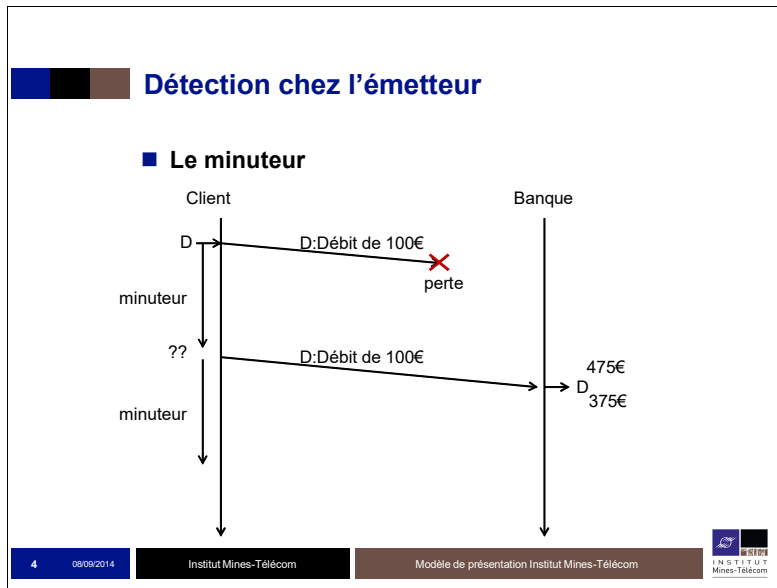 Détection chez l'émetteur
Le minuteur
Client
Banque
D
D:Débit de 100€
perte
minuteur
??
D:Débit de 100€
475€
D
375€
minuteur
4
08/09/2014
Institut Mines-Télécom
Modèle de présentation Institut Mines-Télécom
INSTITUT
Mines-Télécom